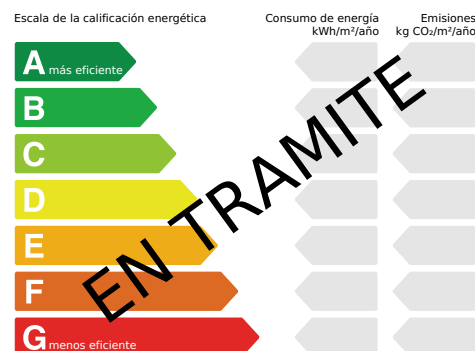 Escala de la calificación energética
Consumo de energía
kWh/m²/año
Emisiones
kg CO₂/m²/año
A más eficiente
B
C
D
E
F
G menos eficiente
EN TRAMITE